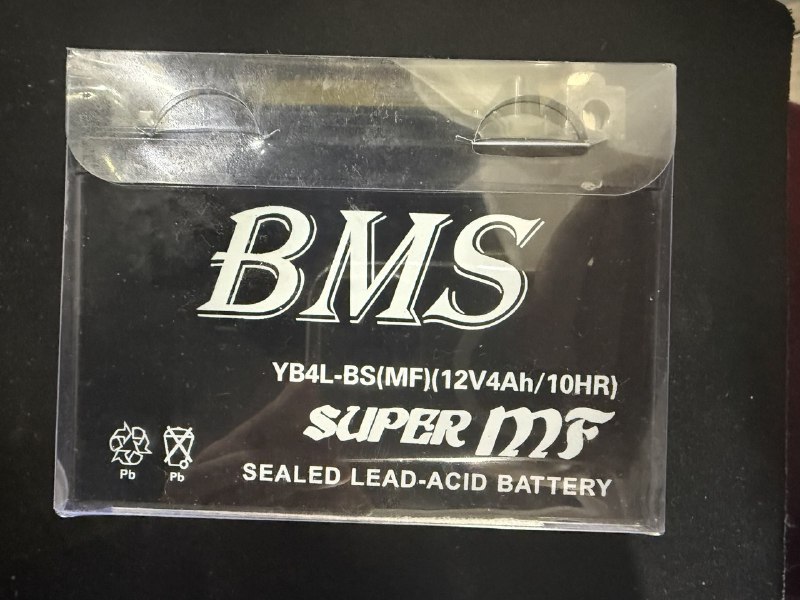 BMS
YB4L-BS(MF)(12V4Ah/10HR)
SUPER MF
Pb Pb
SEALED LEAD-ACID BATTERY